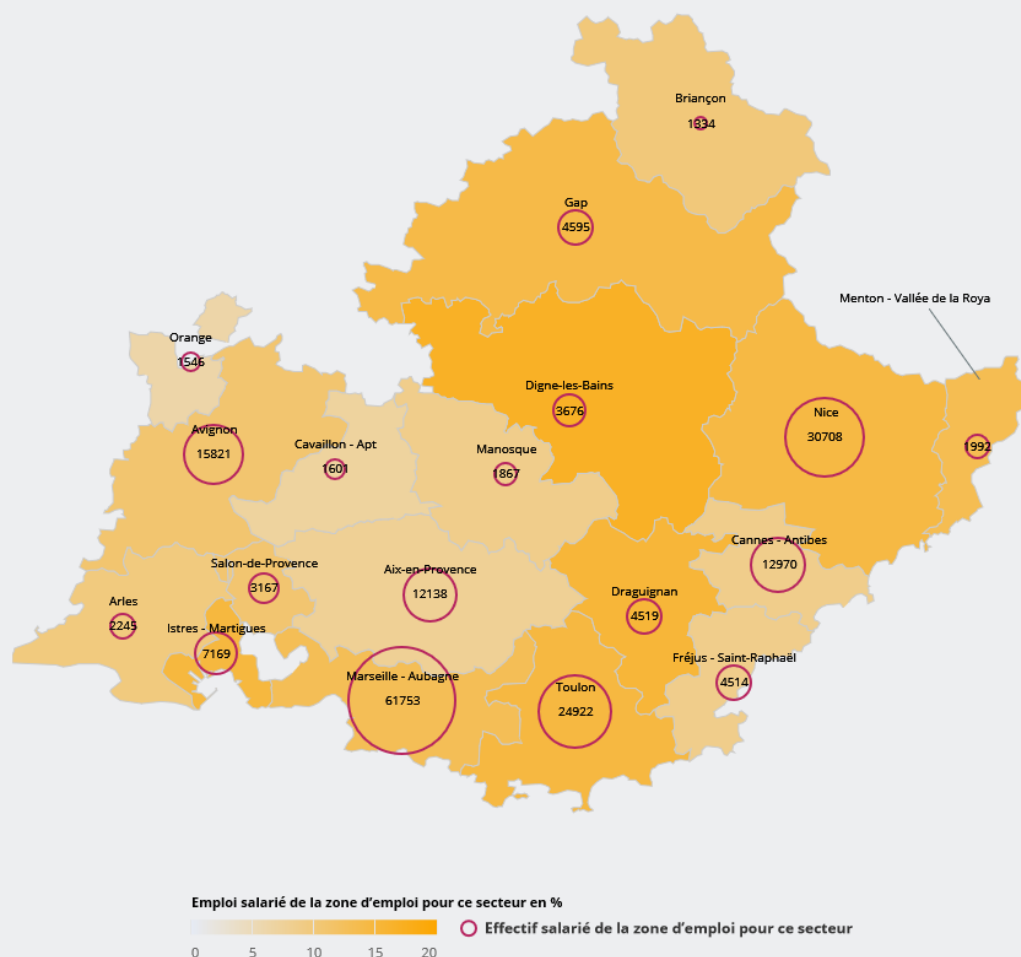 Briançon
1334
Gap
4595
Menton - Vallée de la Roya
Orange
1546
Digne-les-Bains
3676
Nice
30708
Avignon
15821
Cavaillon - Apt
1601
Manosque
1867
1992
Cannes - Antibes
12970
Salon-de-Provence
3167
Aix-en-Provence
12138
Draguignan
4519
Arles
2245
Istres - Martigues
7169
Fréjus - Saint-Raphaël
4514
Marseille - Aubagne
61753
Toulon
24922
Emploi salarié de la zone d’emploi pour ce secteur en %
0 5 10 15 20
Effectif salarié de la zone d’emploi pour ce secteur